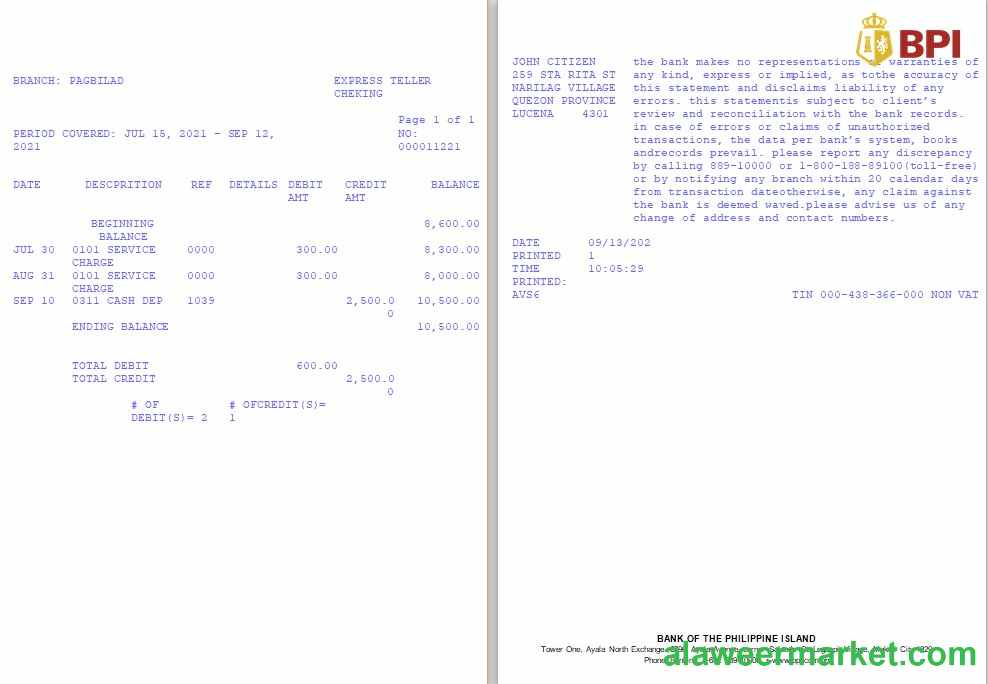 BRANCH: PAGBILAD EXPRESS TELLER
CHEKING
Page 1 of 1
PERIOD COVERED: JUL 15, 2021 – SEP 12, NO:
2021 000011221
DATE DESCPRITION REF DETAILS DEBIT CREDIT BALANCE
AMT AMT
BEGINNING 8,600.00
BALANCE
JUL 30 0101 SERVICE 0000 300.00 8,300.00
CHARGE
AUG 31 0101 SERVICE 0000 300.00 8,000.00
CHARGE
SEP 10 0311 CASH DEP 1039 2,500.0 10,500.00
0
ENDING BALANCE 10,500.00
TOTAL DEBIT 600.00
TOTAL CREDIT 2,500.0
0
# OF # OFCREDIT(S)=
DEBIT(S)= 2 1
BPI
JOHN CITIZEN
259 STA RITA ST
NARILAG VILLAGE
QUEZON PROVINCE
LUCENA 4301
the bank makes no representations or warranties of
any kind, express or implied, as tothe accuracy of
this statement and disclaims liability of any
errors. this statementis subject to client's
review and reconciliation with the bank records.
in case of errors or claims of unauthorized
transactions, the data per bank's system, books
andrecords prevail. please report any discrepancy
by calling 889-10000 or 1-800-188-89100(toll-free)
or by notifying any branch within 20 calendar days
from transaction dateotherwise, any claim against
the bank is deemed waved.please advise us of any
change of address and contact numbers.
DATE 09/13/202
PRINTED 1
TIME 10:05:29
PRINTED:
AVS6 TIN 000-438-366-000 NON VAT
BANK OF THE PHILIPPINE ISLAND
Tower One, Ayala North Exchange
Phone
alaweermarket.com